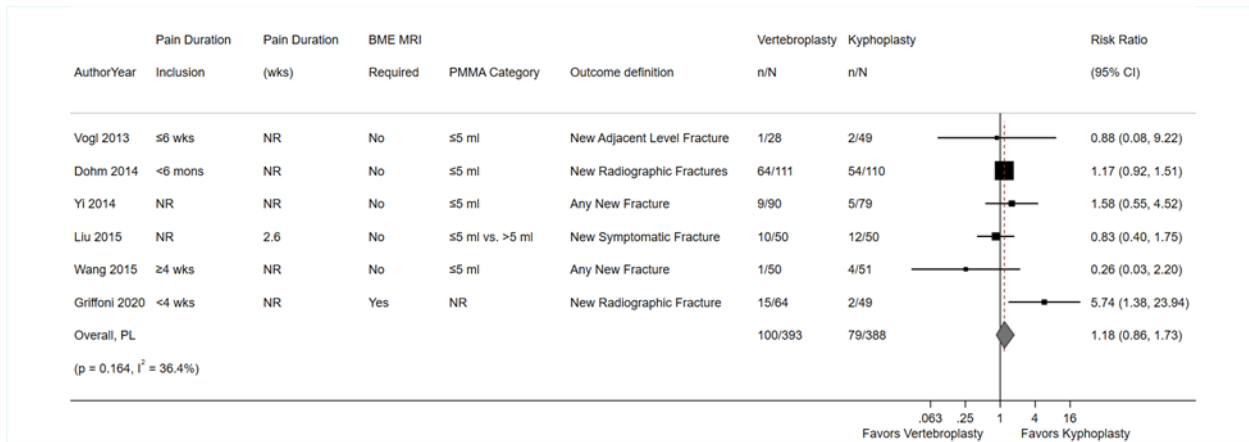 Pain Duration Pain Duration BME MRI Vertebroplasty Kyphoplasty Risk Ratio
AuthorYear Inclusion (wks) Required PMMA Category Outcome definition n/N n/N (95% CI)
Vogl 2013 ≤6 wks NR No ≤5 ml New Adjacent Level Fracture 1/28 2/49 0.88 (0.08, 9.22)
Dohm 2014 <6 mons NR No ≤5 ml New Radiographic Fractures 64/111 54/110 1.17 (0.92, 1.51)
Yi 2014 NR NR No ≤5 ml Any New Fracture 9/90 5/79 1.58 (0.55, 4.52)
Liu 2015 NR 2.6 No ≤5 ml vs. >5 ml New Symptomatic Fracture 10/50 12/50 0.83 (0.40, 1.75)
Wang 2015 ≥4 wks NR No ≤5 ml Any New Fracture 1/50 4/51 0.26 (0.03, 2.20)
Griffoni 2020 <4 wks NR Yes NR New Radiographic Fracture 15/64 2/49 5.74 (1.38, 23.94)
Overall, PL 100/393 79/388 1.18 (0.86, 1.73)
(p = 0.164, I² = 36.4%)
.063 .25 1 4 16
Favors Vertebroplasty Favors Kyphoplasty